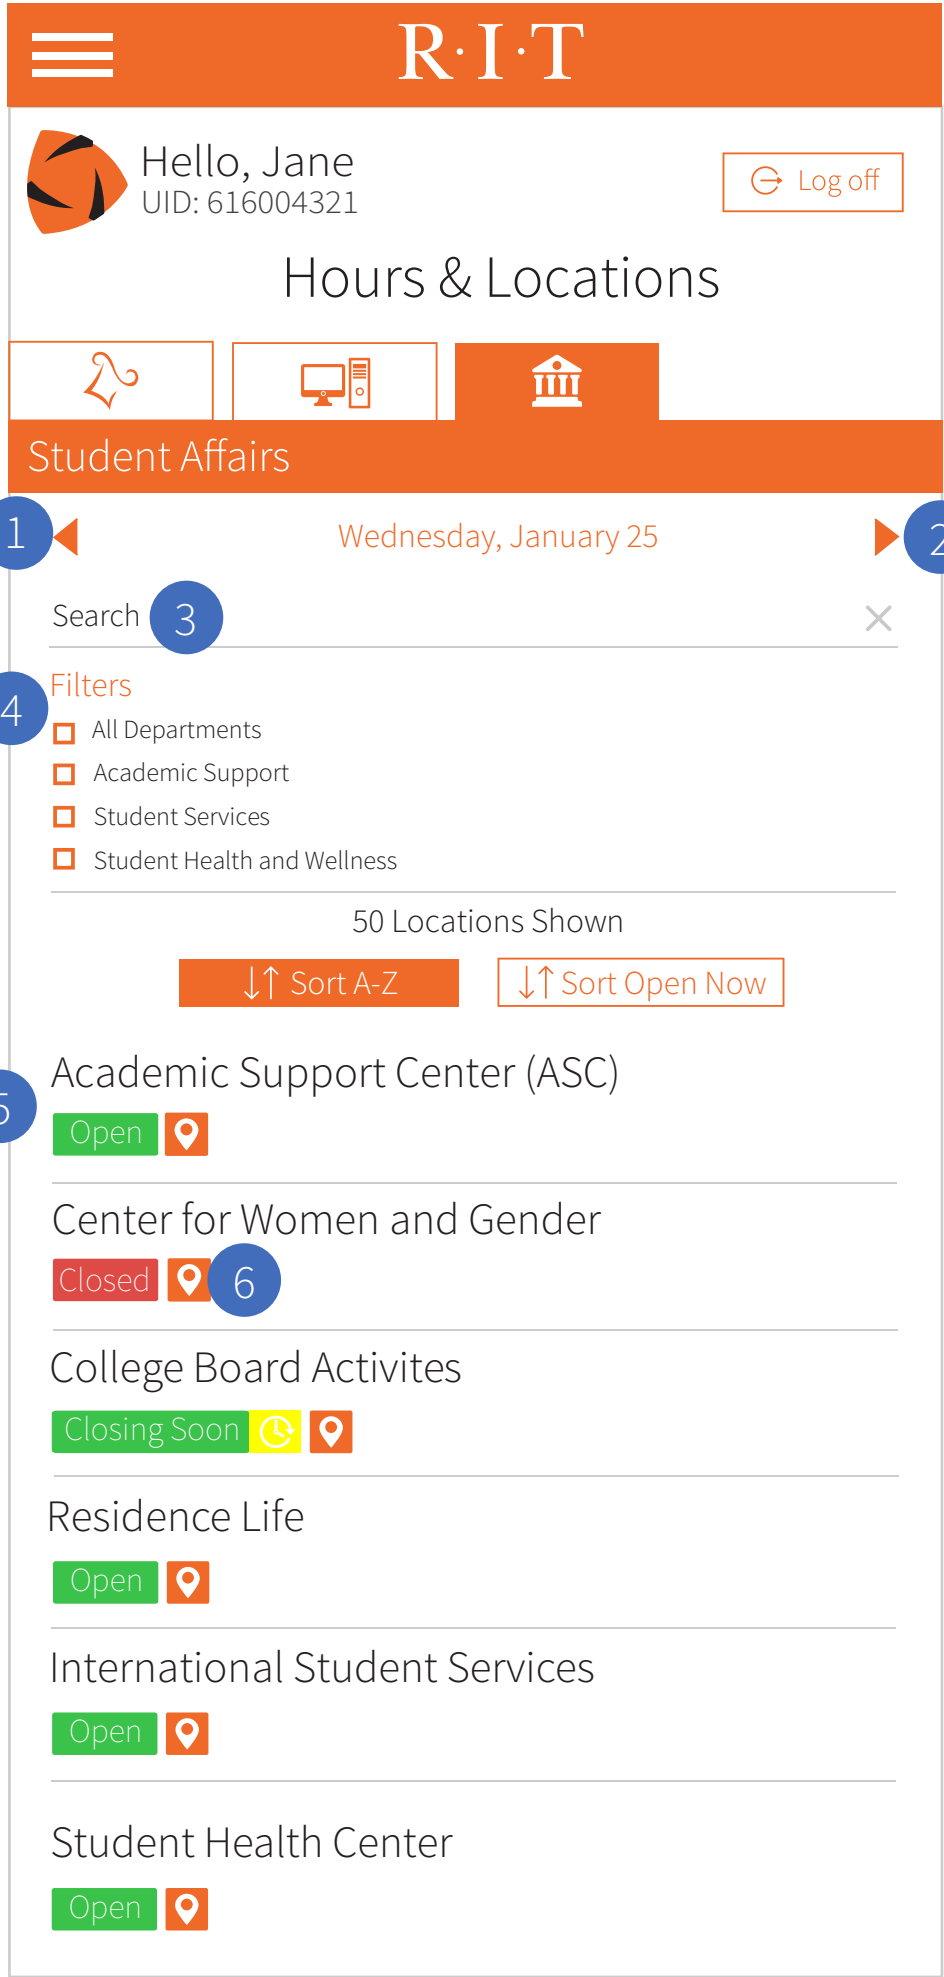 R·I·T
Hello, Jane
UID: 616004321
Log off
Hours & Locations
Student Affairs
1
Wednesday, January 25
2
Search
3
4
Filters
All Departments
Academic Support
Student Services
Student Health and Wellness
50 Locations Shown
↓↑ Sort A-Z
↓↑ Sort Open Now
Academic Support Center (ASC)
5
Open
Center for Women and Gender
Closed
6
College Board Activites
Closing Soon
Residence Life
Open
International Student Services
Open
Student Health Center
Open